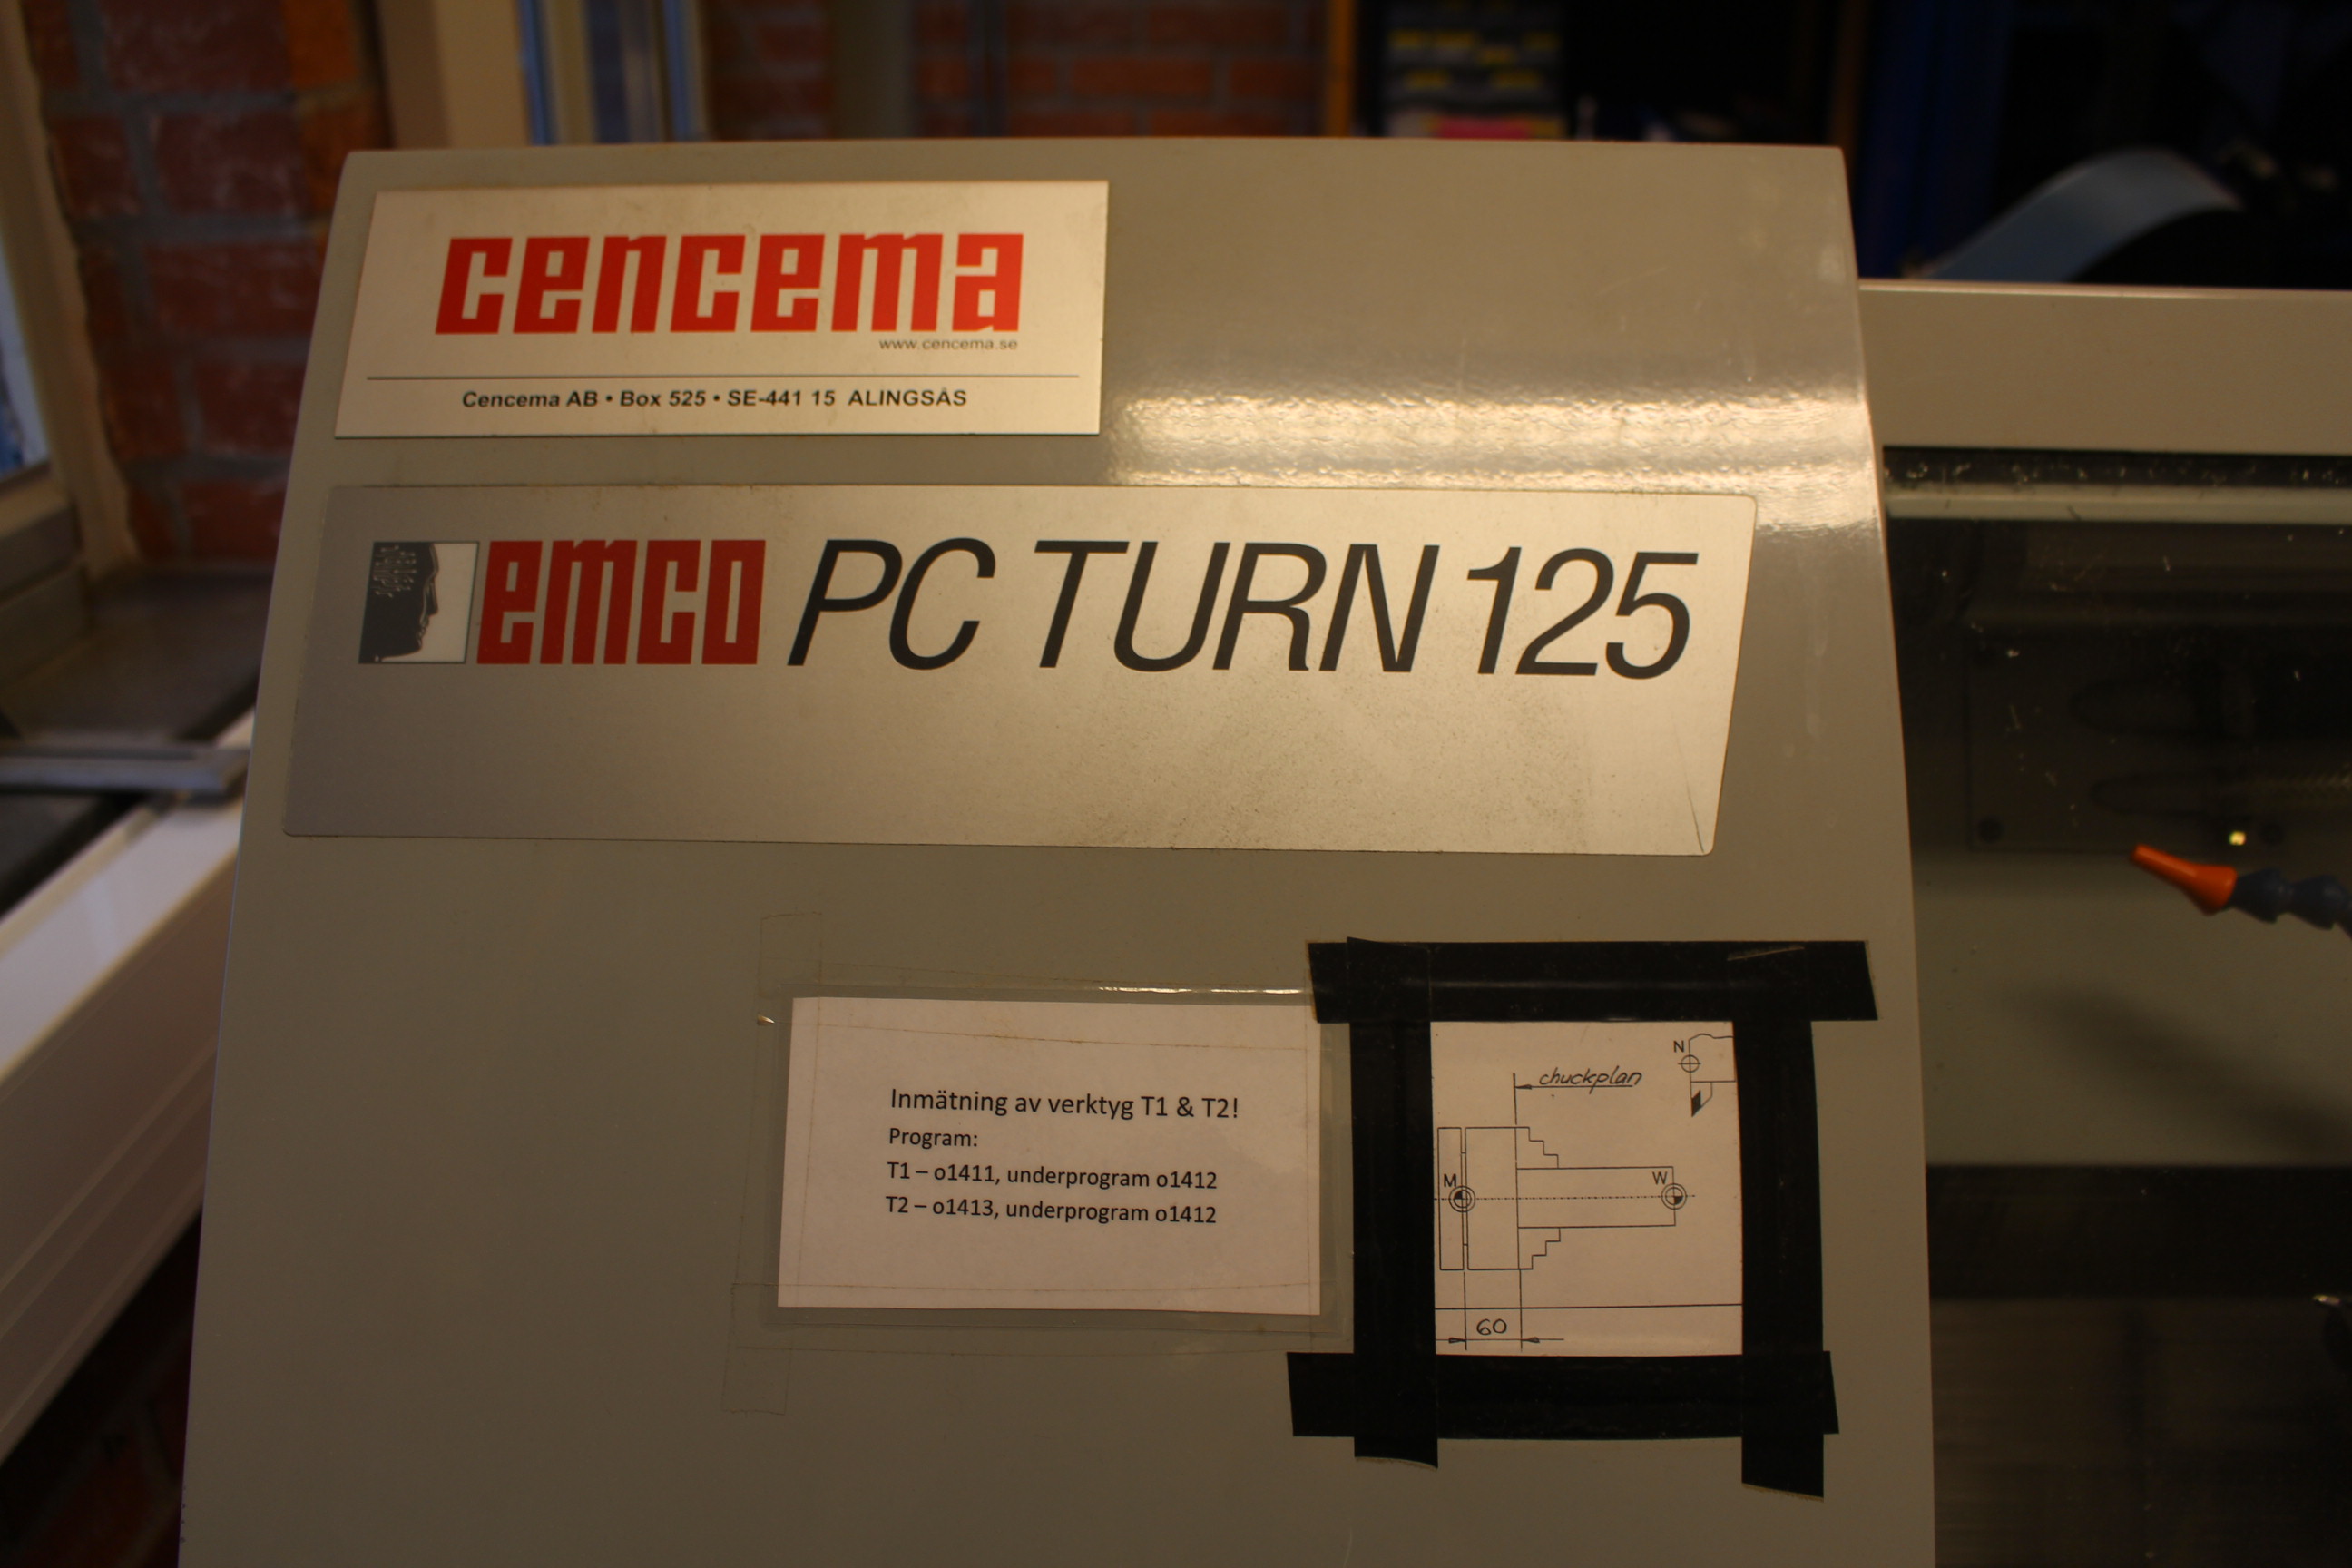 cencema
www.cencema.se
Cencema AB • Box 525 • SE-441 15 ALINGSÅS
emco PC TURN 125
Inmätning av verktyg T1 & T2!
Program:
T1 – o1411, underprogram o1412
T2 – o1413, underprogram o1412
N
chuckplan
M
W
60